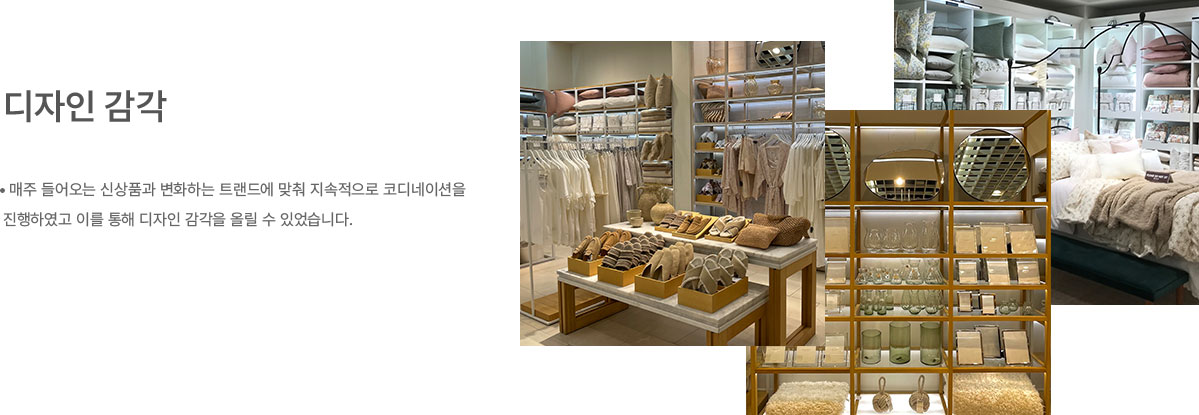 디자인 감각
• 매주 들어오는 신상품과 변화하는 트랜드에 맞춰 지속적으로 코디네이션을
진행하였고 이를 통해 디자인 감각을 올릴 수 있었습니다.